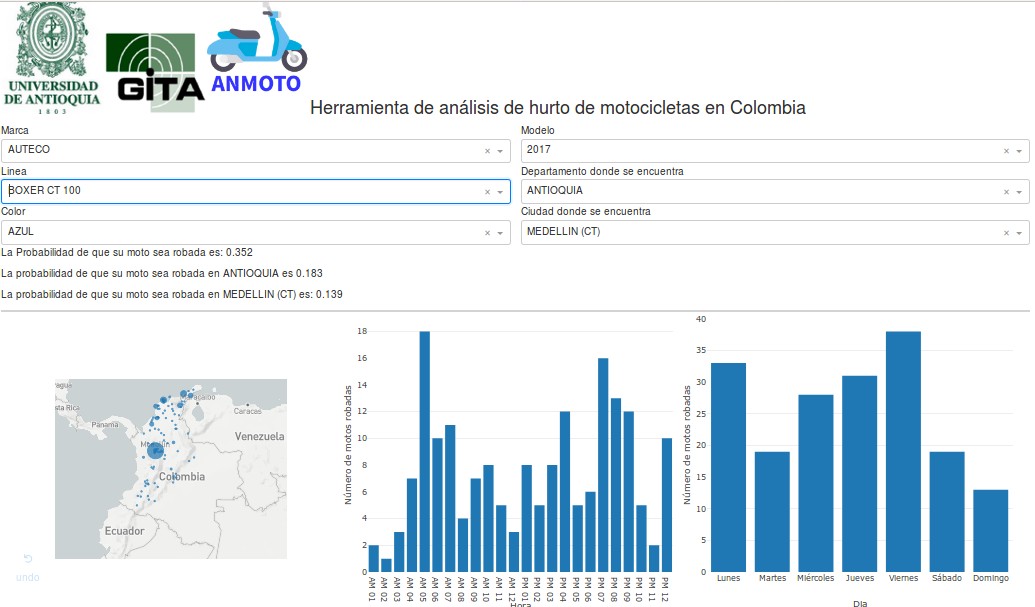 UNIVERSIDAD
DE ANTIOQUIA
1803
GiTA
ANMOTO
Herramienta de análisis de hurto de motocicletas en Colombia
Marca
AUTECO
Modelo
2017
Linea
BOXER CT 100
Departamento donde se encuentra
ANTIOQUIA
Color
AZUL
Ciudad donde se encuentra
MEDELLIN (CT)
La Probabilidad de que su moto sea robada es: 0.352
La probabilidad de que su moto sea robada en ANTIOQUIA es 0.183
La probabilidad de que su moto sea robada en MEDELLIN (CT) es: 0.139
Panama
Caracas
Venezuela
Colombia
Ecuador
undo
Número de motos robadas
18
16
14
12
10
8
6
4
2
0
AM 01
AM 02
AM 03
AM 04
AM 05
AM 06
AM 07
AM 08
AM 09
AM 10
AM 11
AM 12
PM 01
PM 02
PM 03
PM 04
PM 05
PM 06
PM 07
PM 08
PM 09
PM 10
PM 11
PM 12
Hora
Número de motos robadas
40
35
30
25
20
15
10
5
0
Lunes
Martes
Miércoles
Jueves
Viernes
Sábado
Domingo
Dia